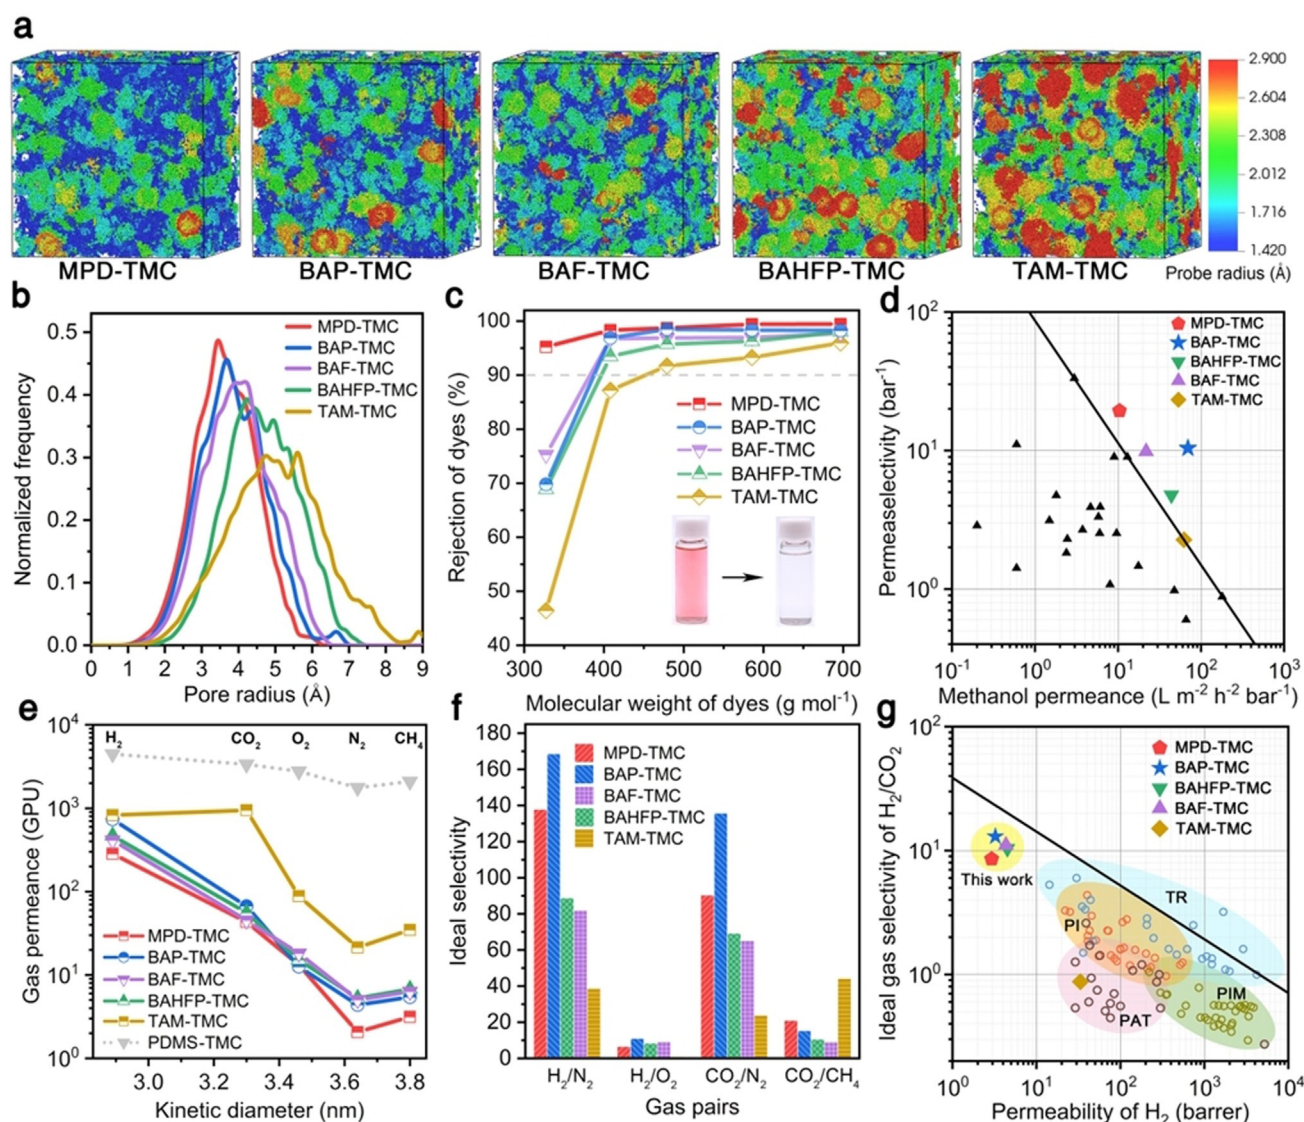 a
MPD-TMC
BAP-TMC
BAF-TMC
BAHFP-TMC
TAM-TMC
2.900
2.604
2.308
2.012
1.716
1.420
Probe radius (Å)
b
Normalized frequency
0.5
0.4
0.3
0.2
0.1
0.0
0 1 2 3 4 5 6 7 8 9
Pore radius (Å)
MPD-TMC
BAP-TMC
BAF-TMC
BAHFP-TMC
TAM-TMC
c
Rejection of dyes (%)
100
90
80
70
60
50
40
300 400 500 600 700
Molecular weight of dyes (g mol⁻¹)
MPD-TMC
BAP-TMC
BAF-TMC
BAHFP-TMC
TAM-TMC
d
Permeaselectivity (bar⁻¹)
10²
10¹
10⁰
10⁻¹ 10⁰ 10¹ 10² 10³
Methanol permeance (L m⁻² h⁻² bar⁻¹)
MPD-TMC
BAP-TMC
BAHFP-TMC
BAF-TMC
TAM-TMC
e
Gas permeance (GPU)
10⁴
10³
10²
10¹
10⁰
H₂ CO₂ O₂ N₂ CH₄
MPD-TMC
BAP-TMC
BAF-TMC
BAHFP-TMC
TAM-TMC
PDMS-TMC
3.0 3.2 3.4 3.6 3.8
Kinetic diameter (nm)
f
Ideal selectivity
180
160
140
120
100
80
60
40
20
0
MPD-TMC
BAP-TMC
BAF-TMC
BAHFP-TMC
TAM-TMC
H₂/N₂ H₂/O₂ CO₂/N₂ CO₂/CH₄
Gas pairs
g
Ideal gas selectivity of H₂/CO₂
10²
10¹
10⁰
MPD-TMC
BAP-TMC
BAHFP-TMC
BAF-TMC
TAM-TMC
This work
TR
PI
PIM
PAT
10⁰ 10¹ 10² 10³ 10⁴
Permeability of H₂ (barrer)